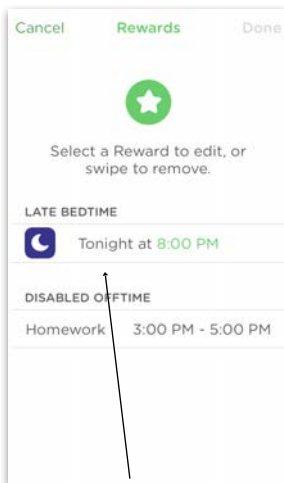 Cancel Rewards Done
Select a Reward to edit, or
swipe to remove.
LATE BEDTIME
Tonight at 8:00 PM
DISABLED OFFTIME
Homework 3:00 PM - 5:00 PM